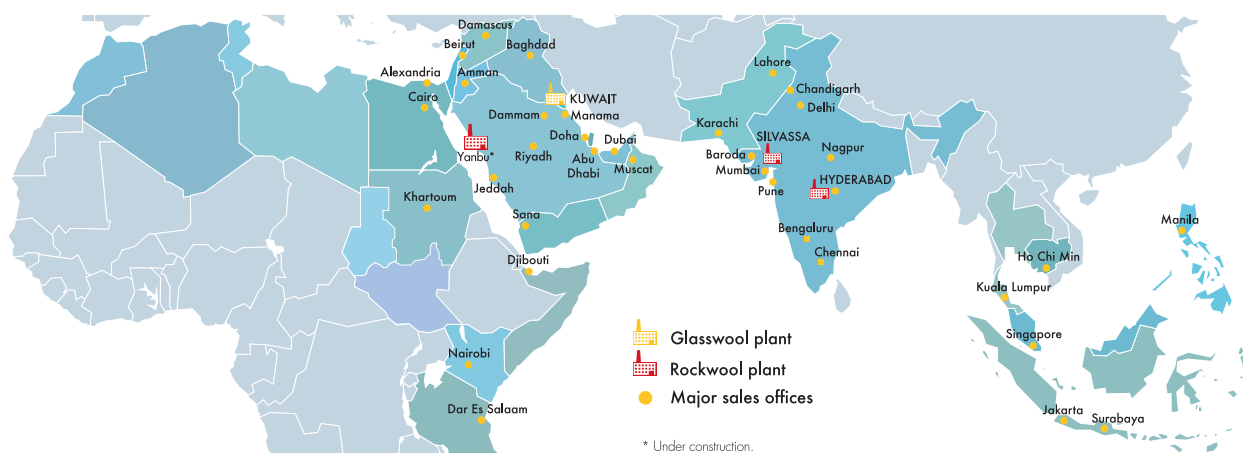 Damascus
Beirut
Baghdad
Alexandria
Amman
Cairo
KUWAIT
Dammam
Manama
Doha
Dubai
Yanbu*
Riyadh
Abu
Dhabi
Muscat
Jeddah
Khartoum
Sana
Djibouti
Nairobi
Dar Es Salaam
Lahore
Chandigarh
Delhi
Karachi
SILVASSA
Baroda
Nagpur
Mumbai
Pune
HYDERABAD
Bengaluru
Chennai
Manila
Ho Chi Min
Kuala Lumpur
Singapore
Jakarta
Surabaya
Glasswool plant
Rockwool plant
Major sales offices
* Under construction.